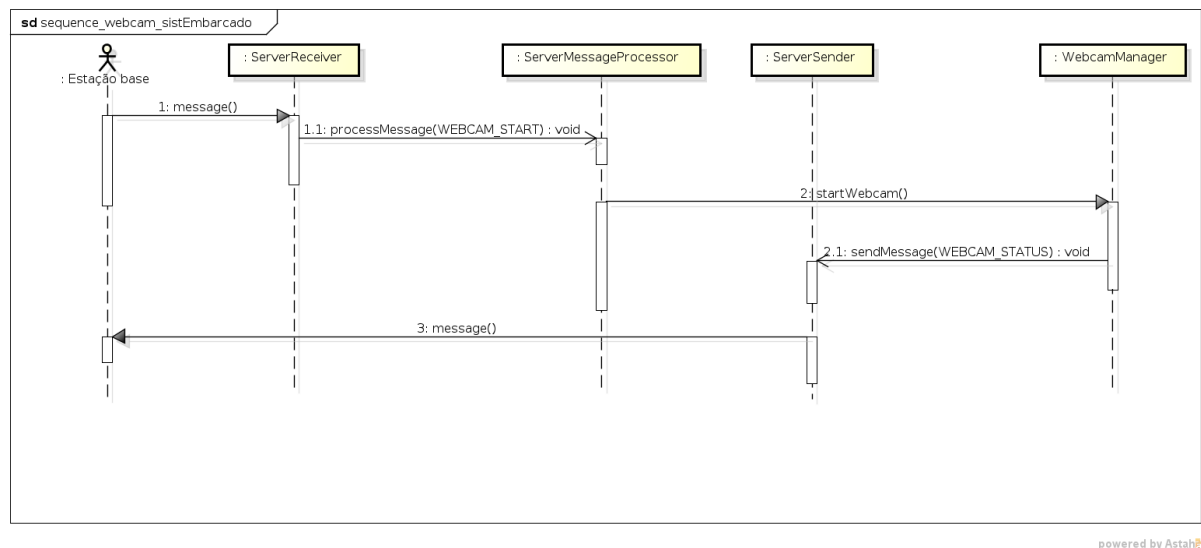 sd sequence_webcam_sistEmbarcado
: Estação base
: ServerReceiver
: ServerMessageProcessor
: ServerSender
: WebcamManager
1: message()
1.1: processMessage(WEBCAM_START) : void
2: startWebcam()
2.1: sendMessage(WEBCAM_STATUS) : void
3: message()
powered by Astah